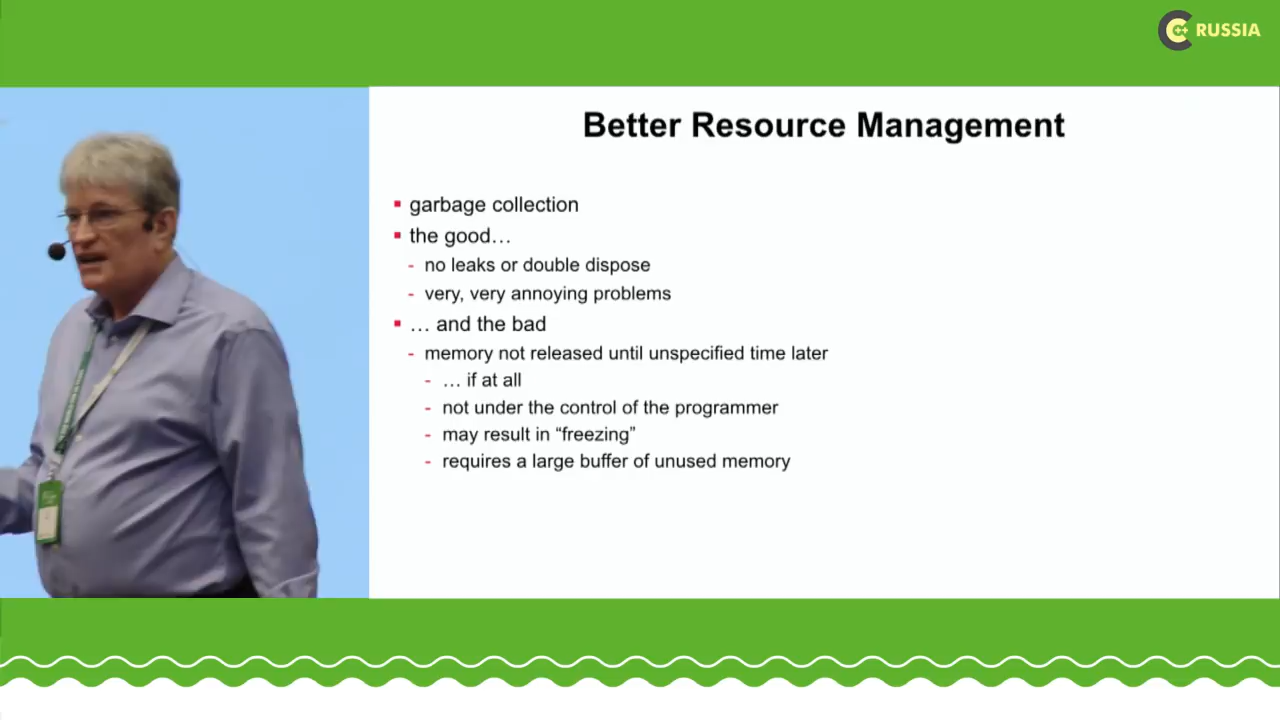 C++ RUSSIA
Better Resource Management
garbage collection
the good…
- no leaks or double dispose
- very, very annoying problems
… and the bad
- memory not released until unspecified time later
- … if at all
- not under the control of the programmer
- may result in “freezing”
- requires a large buffer of unused memory